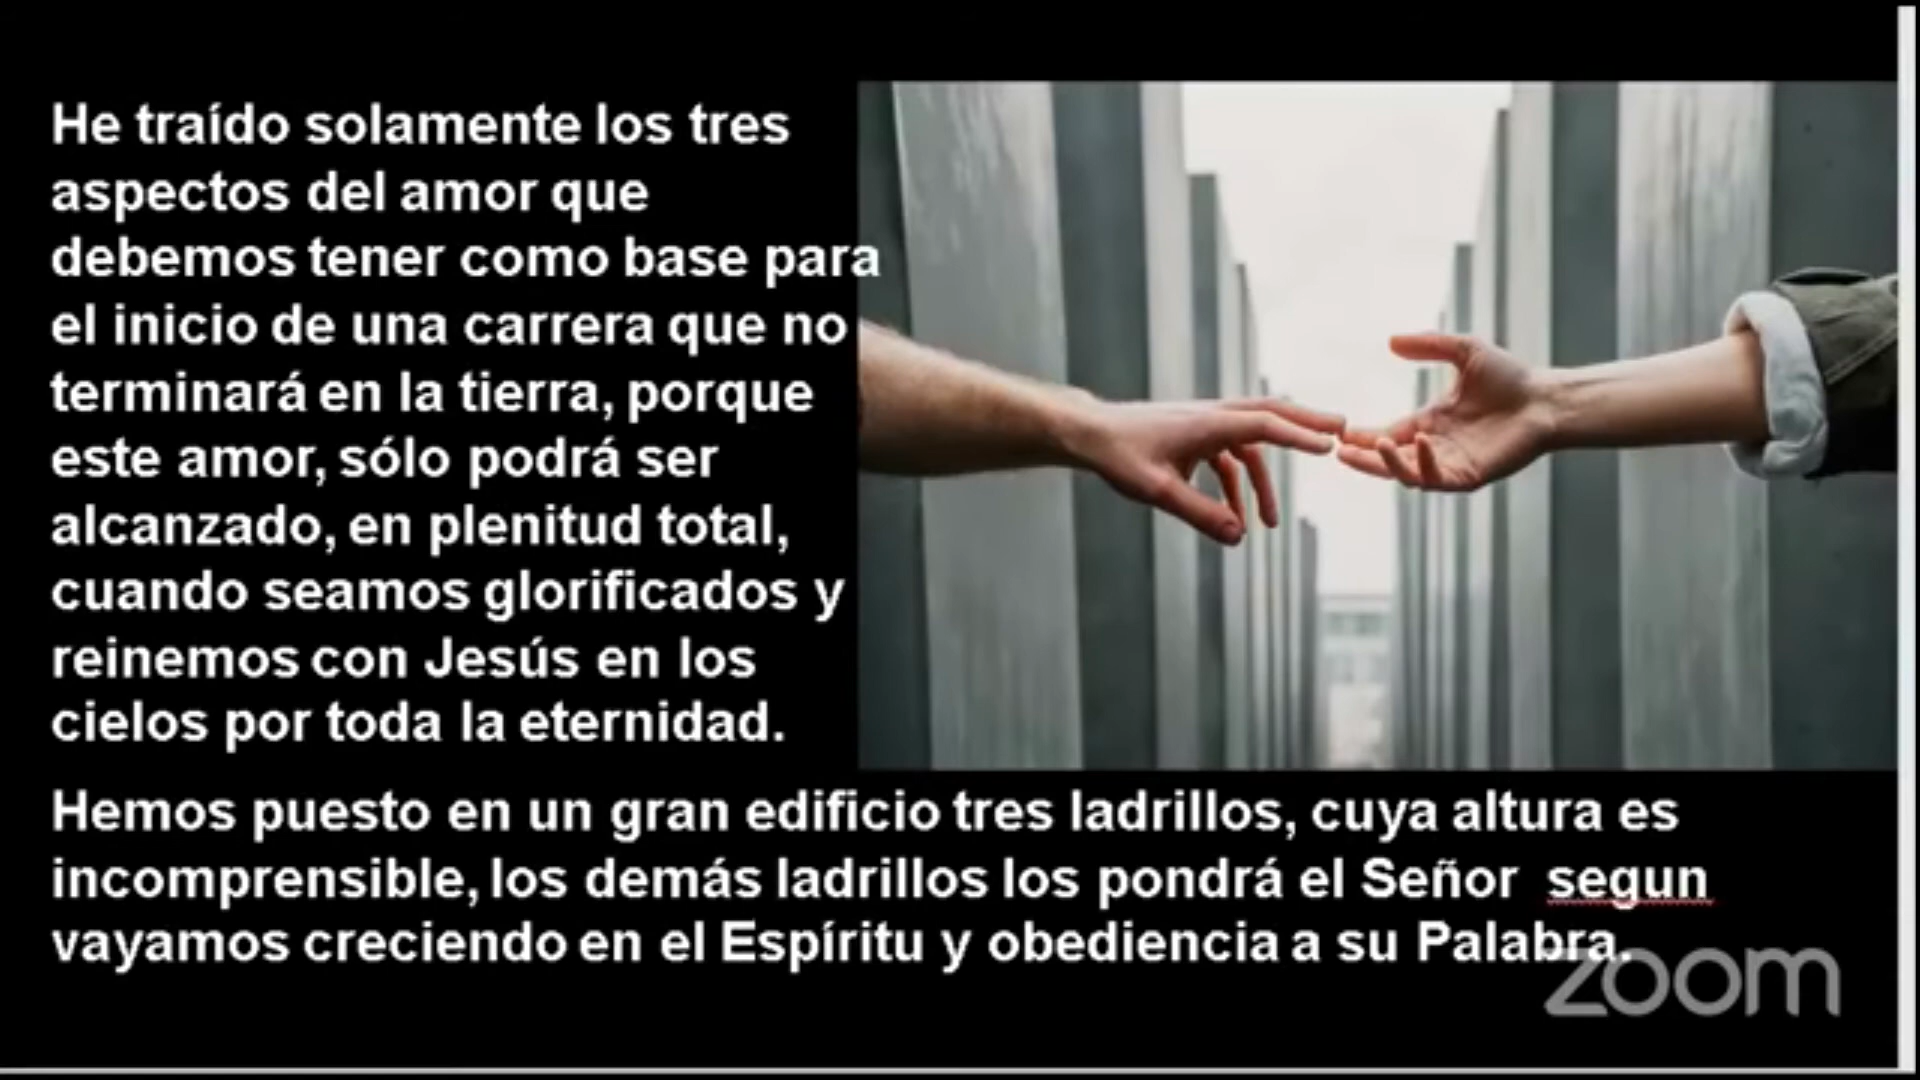 He traído solamente los tres
aspectos del amor que
debemos tener como base para
el inicio de una carrera que no
terminará en la tierra, porque
este amor, sólo podrá ser
alcanzado, en plenitud total,
cuando seamos glorificados y
reinemos con Jesús en los
cielos por toda la eternidad.
Hemos puesto en un gran edificio tres ladrillos, cuya altura es
incomprensible, los demás ladrillos los pondrá el Señor segun
vayamos creciendo en el Espíritu y obediencia a su Palabra.
zoom